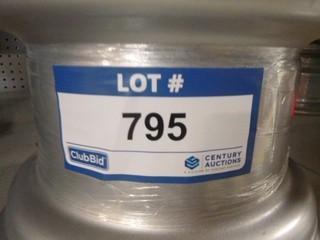 LOT #
795
ClubBid
CENTURY
AUCTIONS